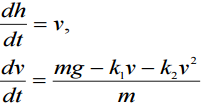 dh/dt = v,
dv/dt = (mg − k₁v − k₂v²)/m